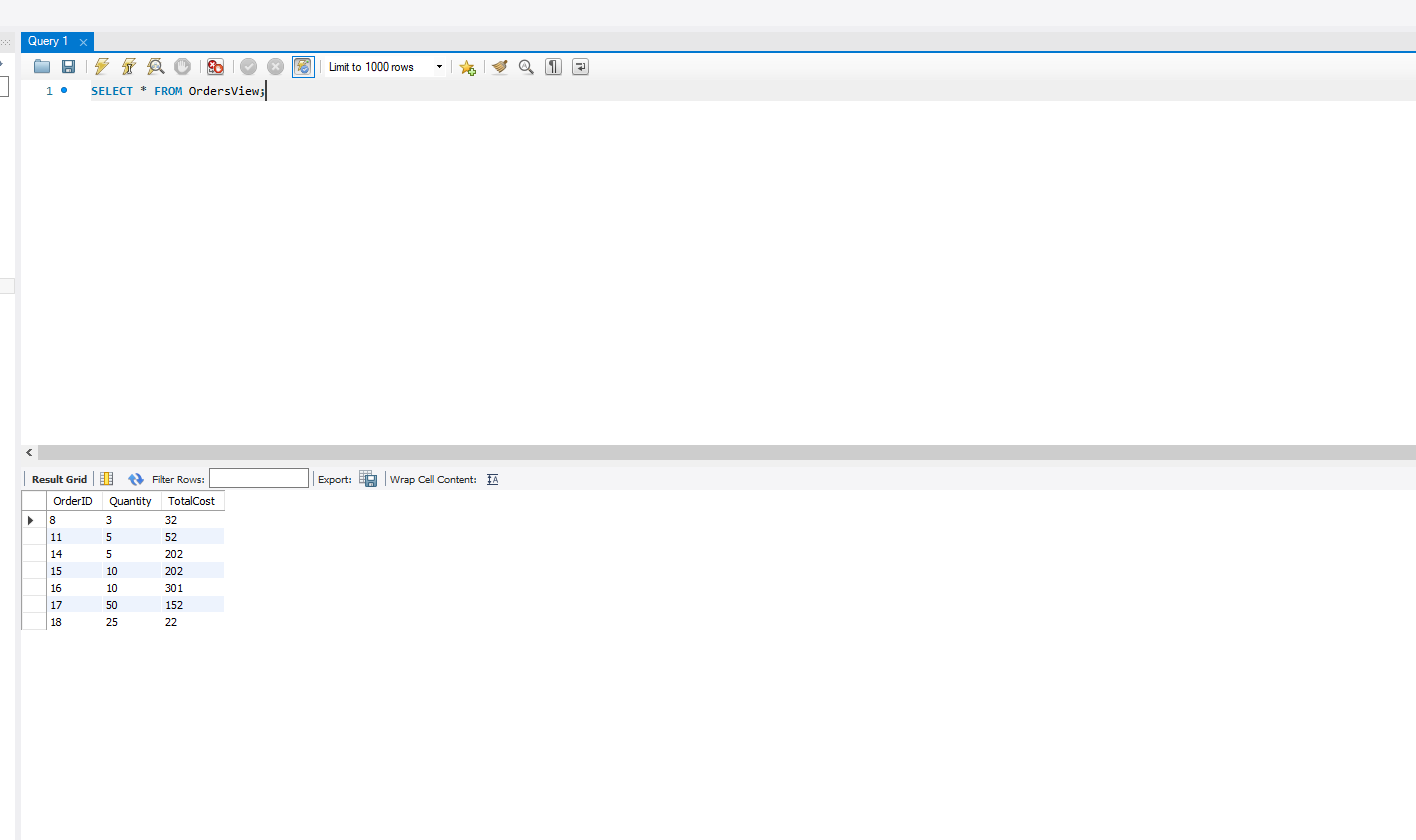 Query 1
Limit to 1000 rows
1 SELECT * FROM OrdersView;
Result Grid Filter Rows: Export: Wrap Cell Content:
OrderID Quantity TotalCost
8 3 32
11 5 52
14 5 202
15 10 202
16 10 301
17 50 152
18 25 22